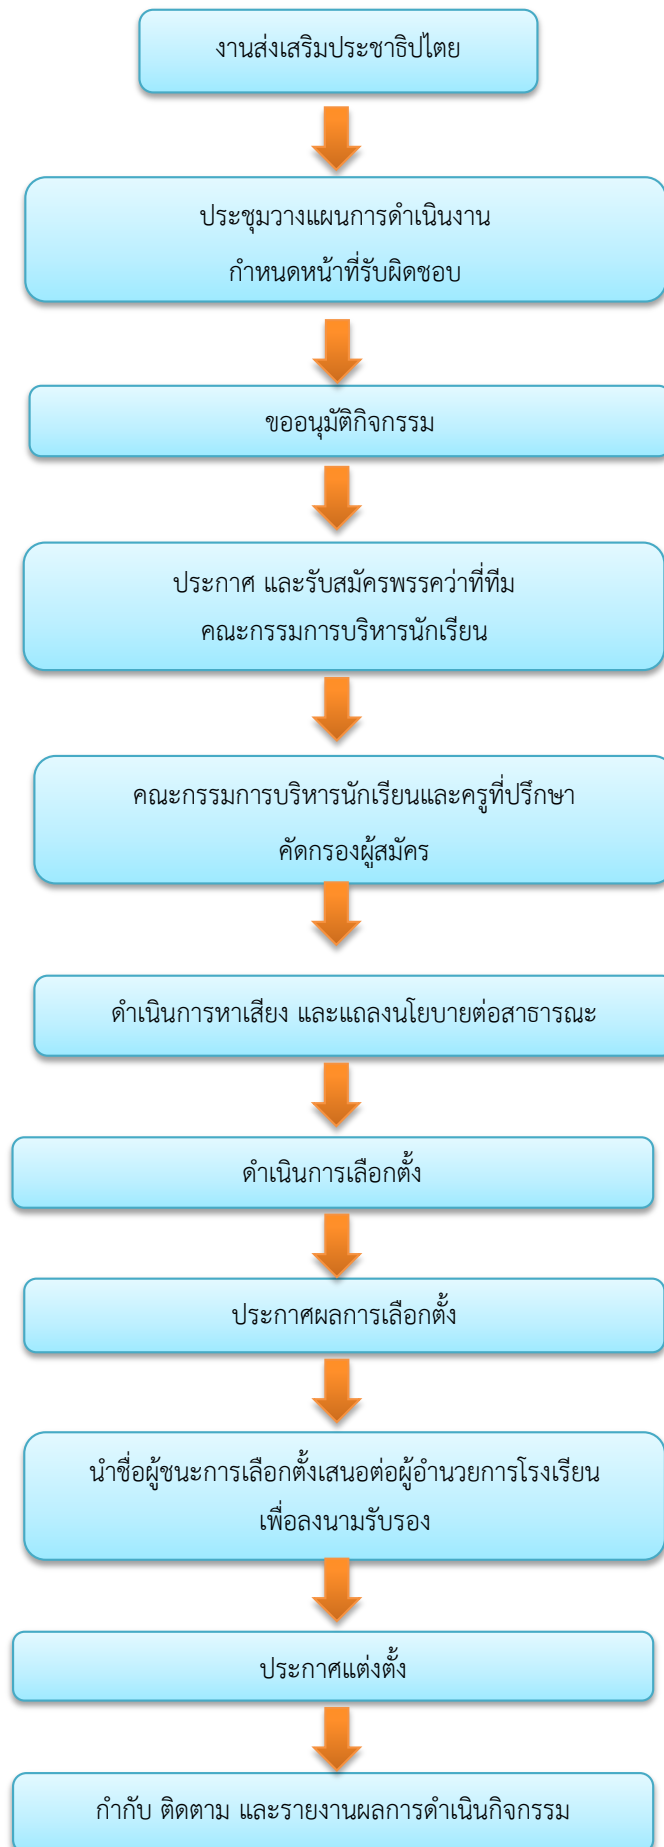 งานส่งเสริมประชาธิปไตย
ประชุมวางแผนการดำเนินงาน
กำหนดหน้าที่รับผิดชอบ
ขออนุมัติกิจกรรม
ประกาศ และรับสมัครพรรคว่าที่ทีม
คณะกรรมการบริหารนักเรียน
คณะกรรมการบริหารนักเรียนและครูที่ปรึกษา
คัดกรองผู้สมัคร
ดำเนินการหาเสียง และแถลงนโยบายต่อสาธารณะ
ดำเนินการเลือกตั้ง
ประกาศผลการเลือกตั้ง
นำชื่อผู้ชนะการเลือกตั้งเสนอต่อผู้อำนวยการโรงเรียน
เพื่อลงนามรับรอง
ประกาศแต่งตั้ง
กำกับ ติดตาม และรายงานผลการดำเนินกิจกรรม